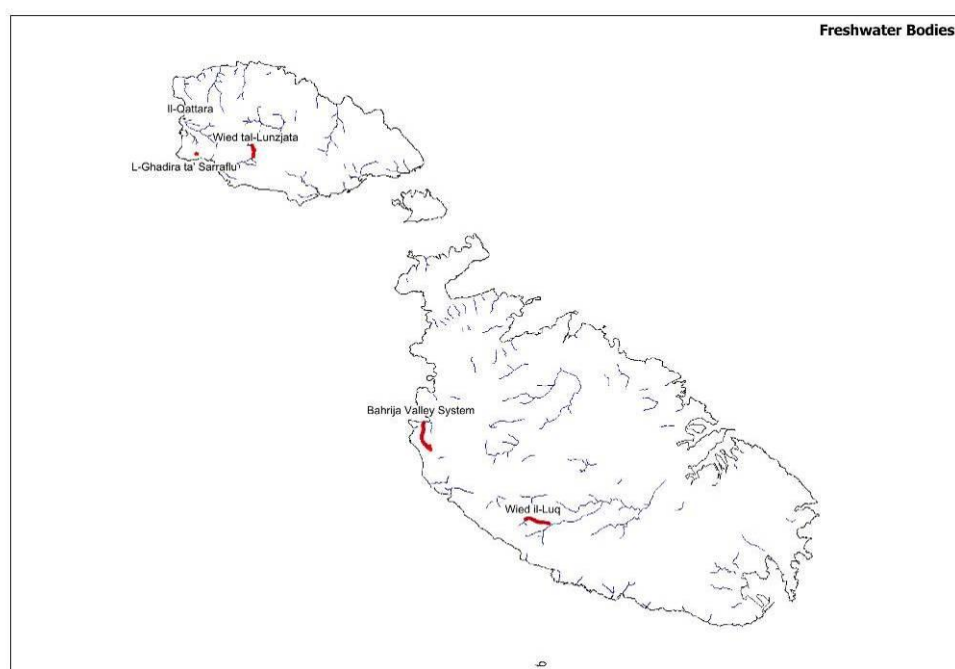 Freshwater Bodies
Il-Qattara
Wied tal-Lunzjata
L-Ghadira ta' Sarraflu
Bahrija Valley System
Wied il-Luq